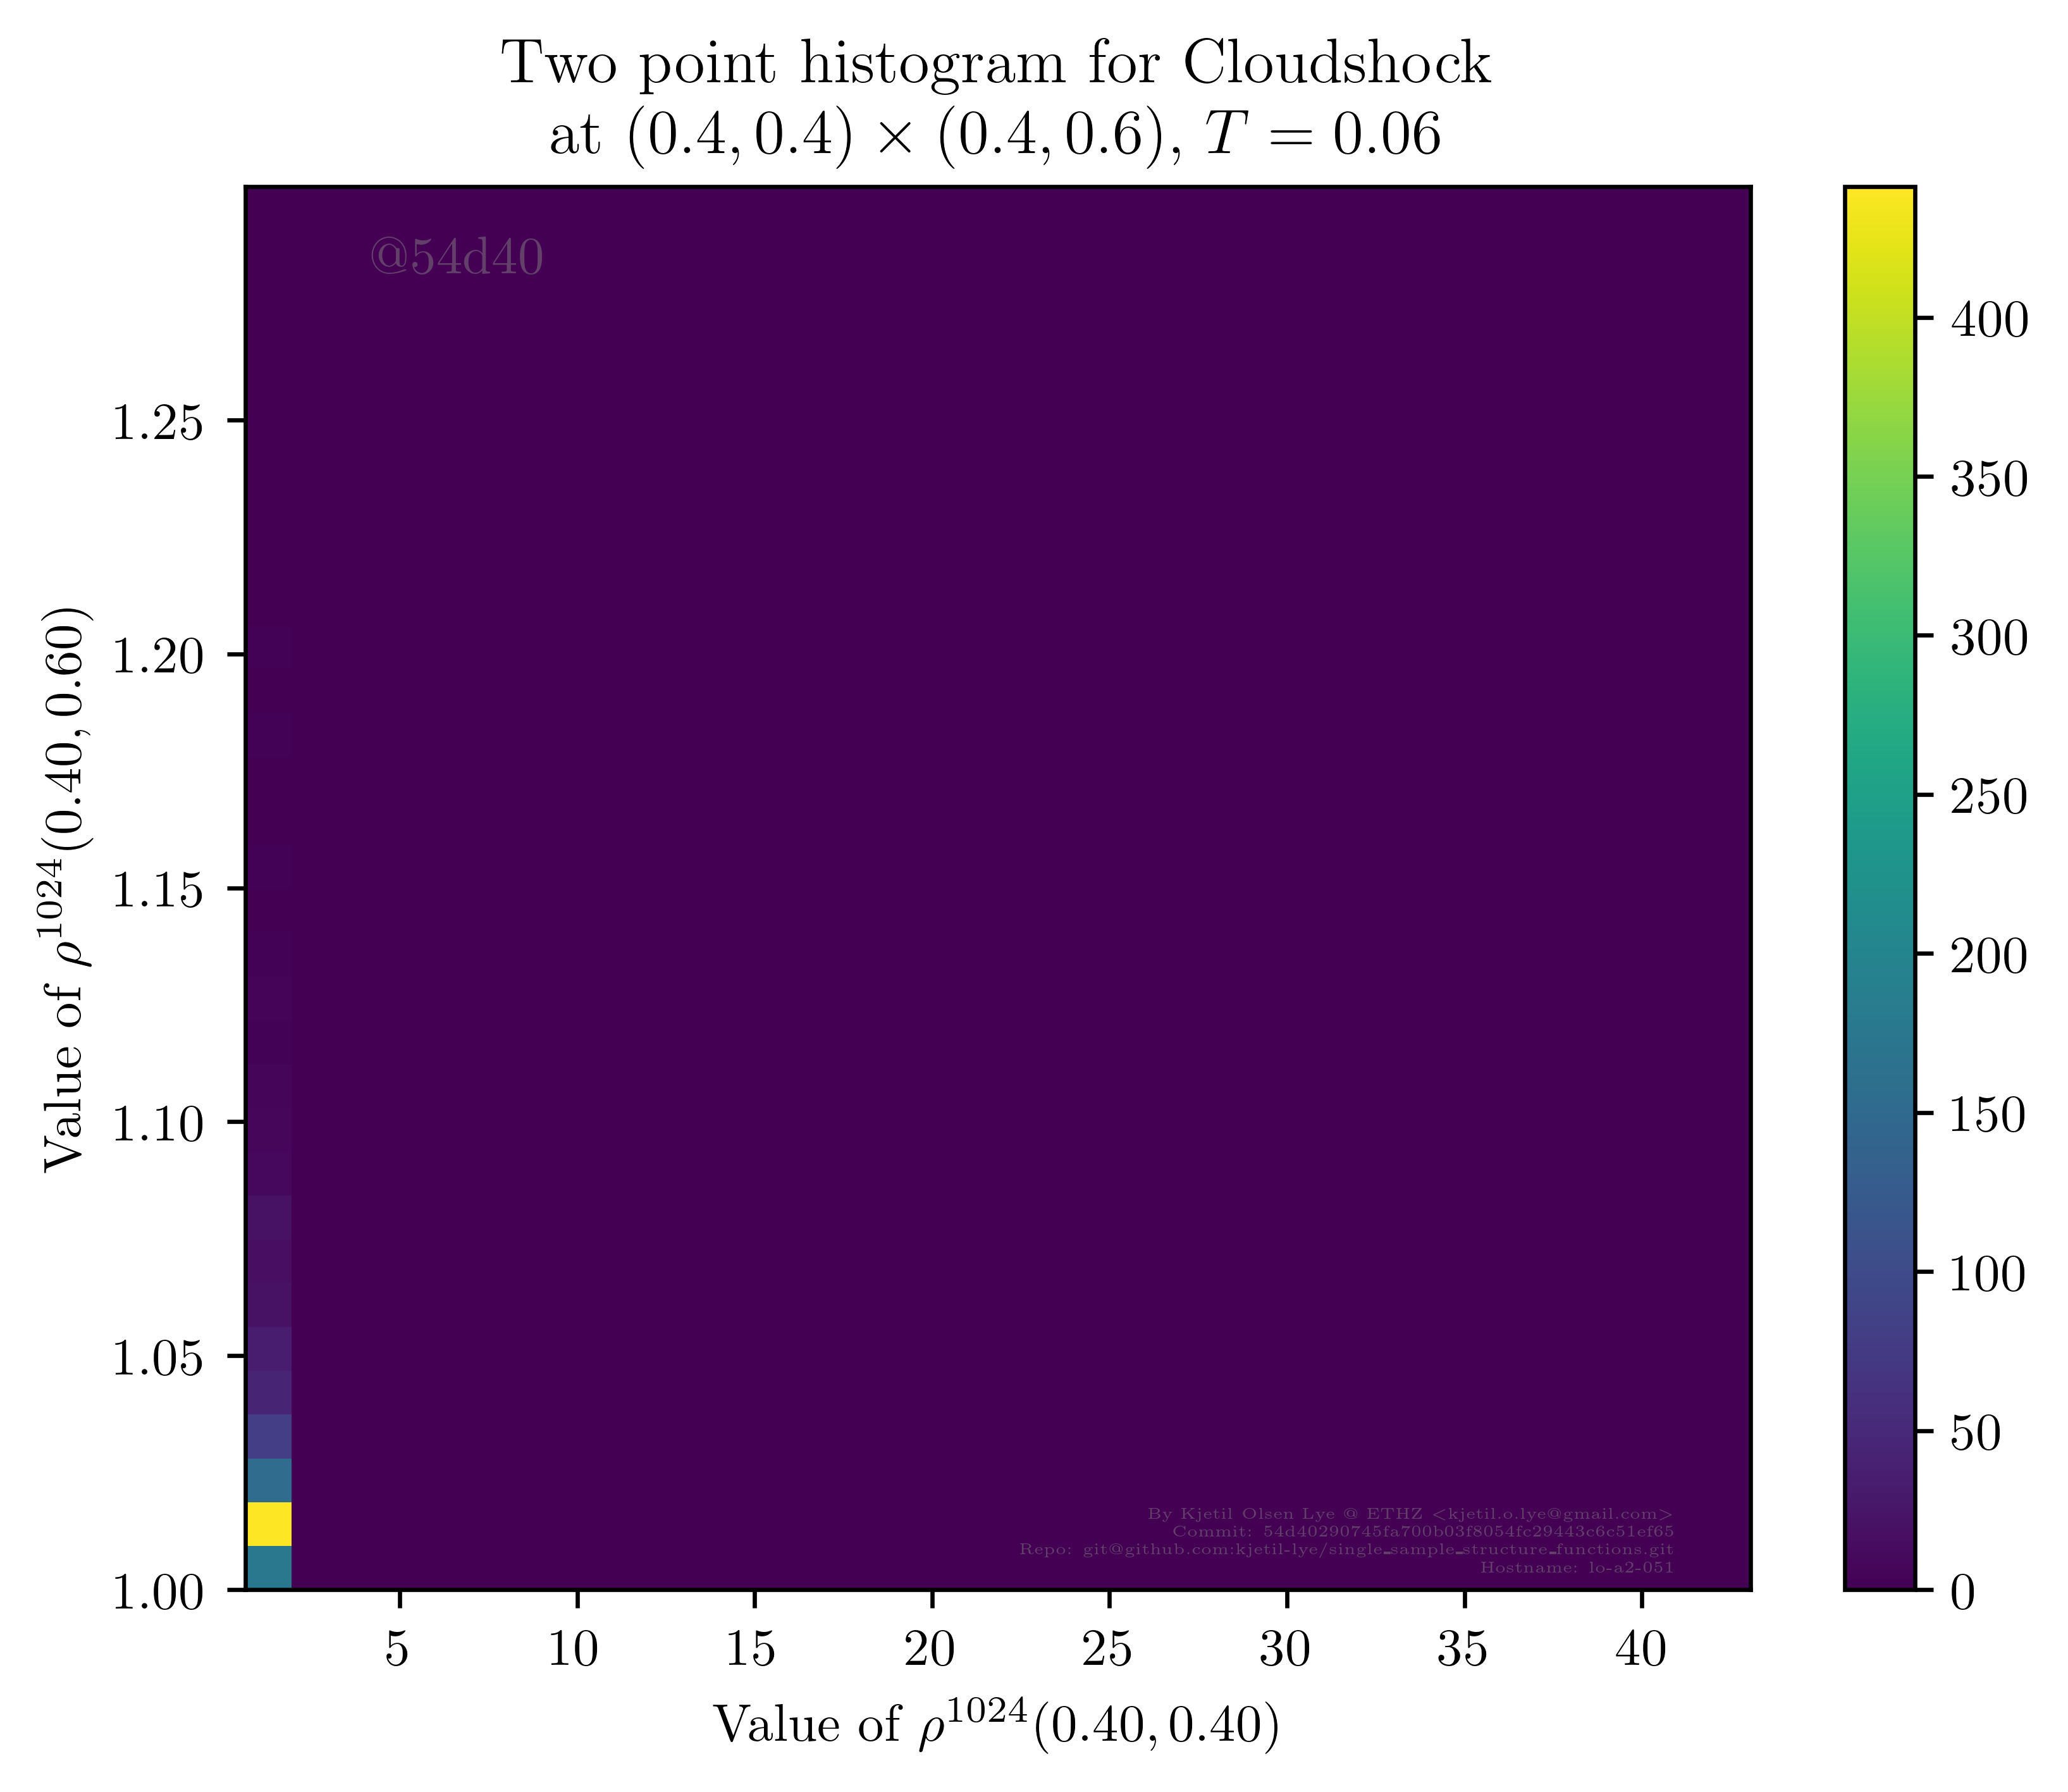 Two point histogram for Cloudshock
at (0.4, 0.4) × (0.4, 0.6), T = 0.06
@54d40
1.25
1.20
1.15
1.10
1.05
1.00
Value of ρ¹⁰²⁴(0.40, 0.60)
400
350
300
250
200
150
100
50
0
By Kjetil Olsen Lye @ ETHZ <kjetil.o.lye@gmail.com>
Commit: 54d40290745fa700b03f8054fc29443c6c51ef65
Repo: git@github.com:kjetil-lye/single_sample_structure_functions.git
Hostname: lo-a2-051
5 10 15 20 25 30 35 40
Value of ρ¹⁰²⁴(0.40, 0.40)